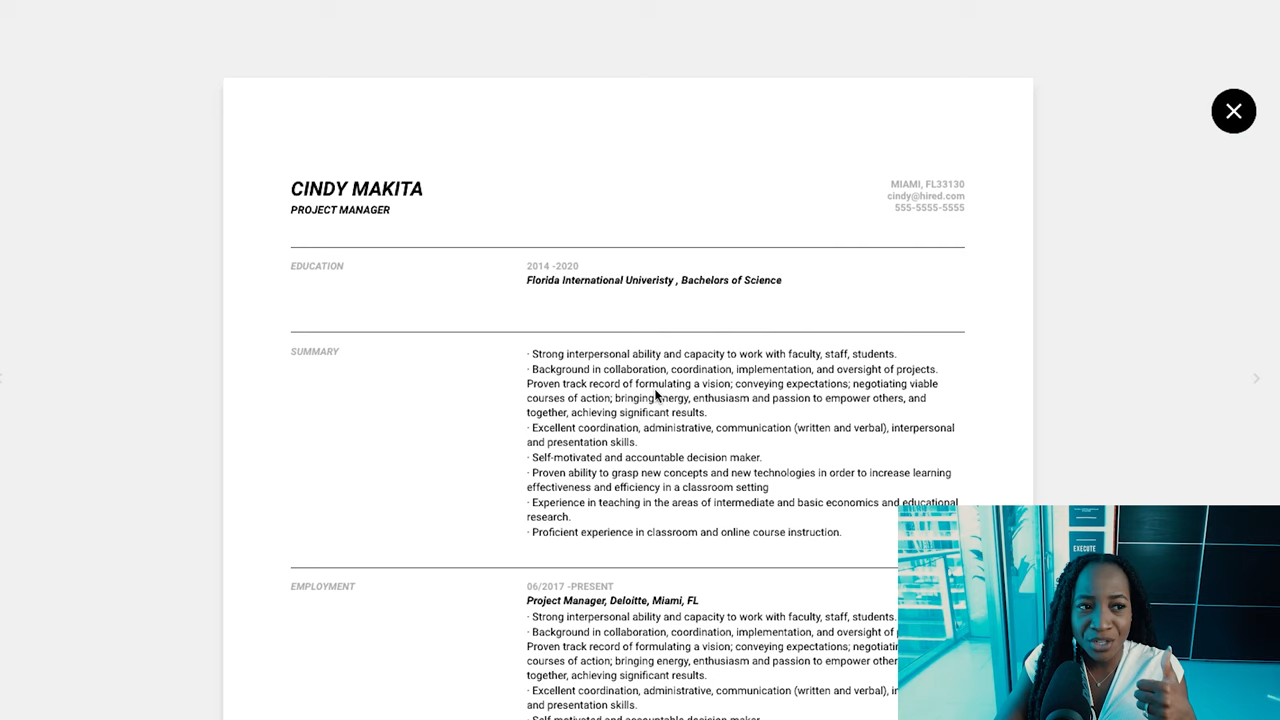 CINDY MAKITA
PROJECT MANAGER
MIAMI, FL33130
cindy@hired.com
555-5555-5555
EDUCATION
2014 -2020
Florida International Univeristy , Bachelors of Science
SUMMARY
· Strong interpersonal ability and capacity to work with faculty, staff, students.
· Background in collaboration, coordination, implementation, and oversight of projects.
Proven track record of formulating a vision; conveying expectations; negotiating viable
courses of action; bringing energy, enthusiasm and passion to empower others, and
together, achieving significant results.
· Excellent coordination, administrative, communication (written and verbal), interpersonal
and presentation skills.
· Self-motivated and accountable decision maker.
· Proven ability to grasp new concepts and new technologies in order to increase learning
effectiveness and efficiency in a classroom setting
· Experience in teaching in the areas of intermediate and basic economics and educational
research.
· Proficient experience in classroom and online course instruction.
EMPLOYMENT
06/2017 -PRESENT
Project Manager, Deloitte, Miami, FL
· Strong interpersonal ability and capacity to work with faculty, staff, students.
· Background in collaboration, coordination, implementation, and oversight of
Proven track record of formulating a vision; conveying expectations;
courses of action; bringing energy, enthusiasm and passion to empower
together, achieving significant results.
· Excellent coordination, administrative, communication (written and verbal),
and presentation skills.
· Self-motivated and accountable decision maker.
EXECUTE